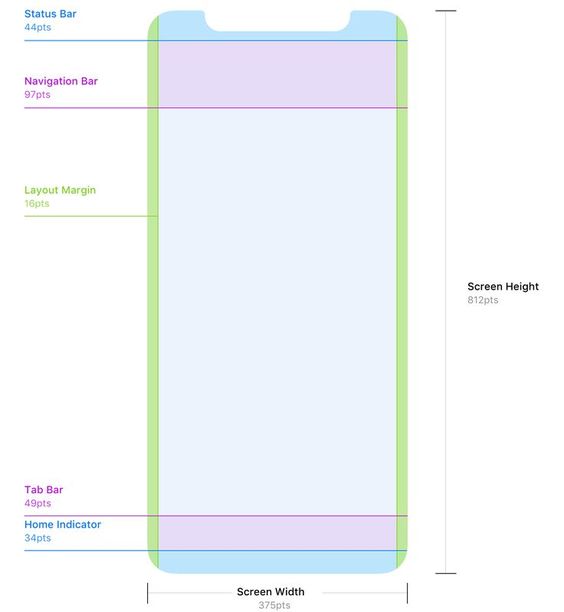 Status Bar
44pts
Navigation Bar
97pts
Layout Margin
16pts
Screen Height
812pts
Tab Bar
49pts
Home Indicator
34pts
Screen Width
375pts